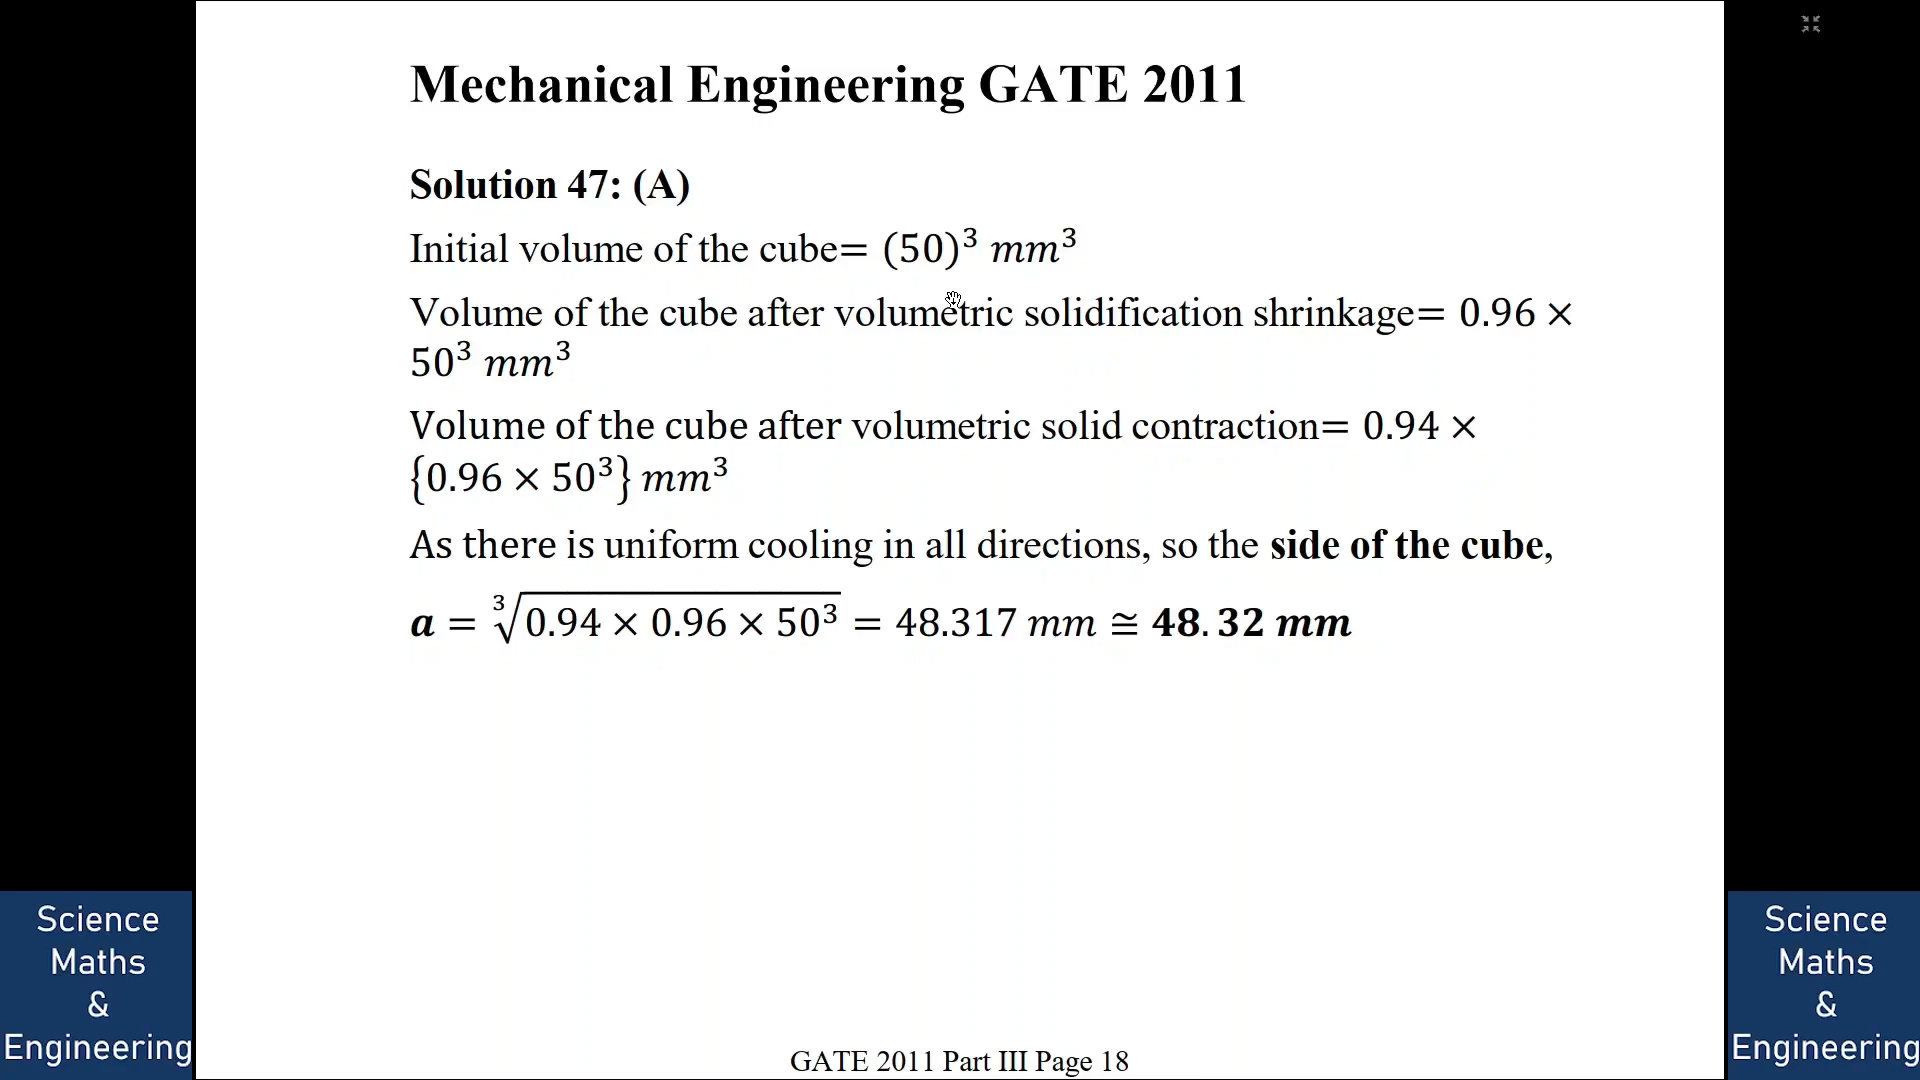 Mechanical Engineering GATE 2011
Solution 47: (A)
Initial volume of the cube= (50)³ mm³
Volume of the cube after volumetric solidification shrinkage= 0.96 ×
50³ mm³
Volume of the cube after volumetric solid contraction= 0.94 ×
{0.96 × 50³} mm³
As there is uniform cooling in all directions, so the side of the cube,
a = ∛(0.94 × 0.96 × 50³) = 48.317 mm ≅ 48.32 mm
Science
Maths
&
Engineering
Science
Maths
&
Engineering
GATE 2011 Part III Page 18